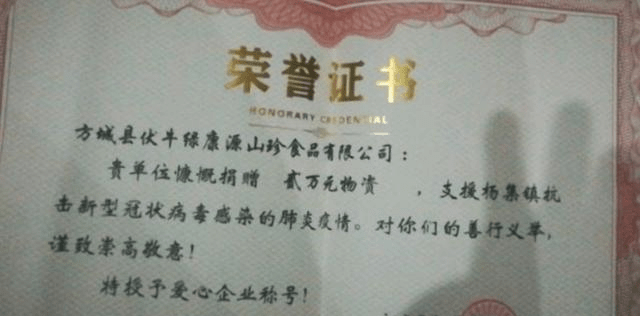 荣誉证书
HONORARY CREDENTIAL
方城县伏牛绿康源山珍食品有限公司：
贵单位慷慨捐赠 贰万元物资 ，支援杨集镇抗
击新型冠状病毒感染的肺炎疫情。对你们的善行义举，
谨致崇高敬意！
特授予爱心企业称号！